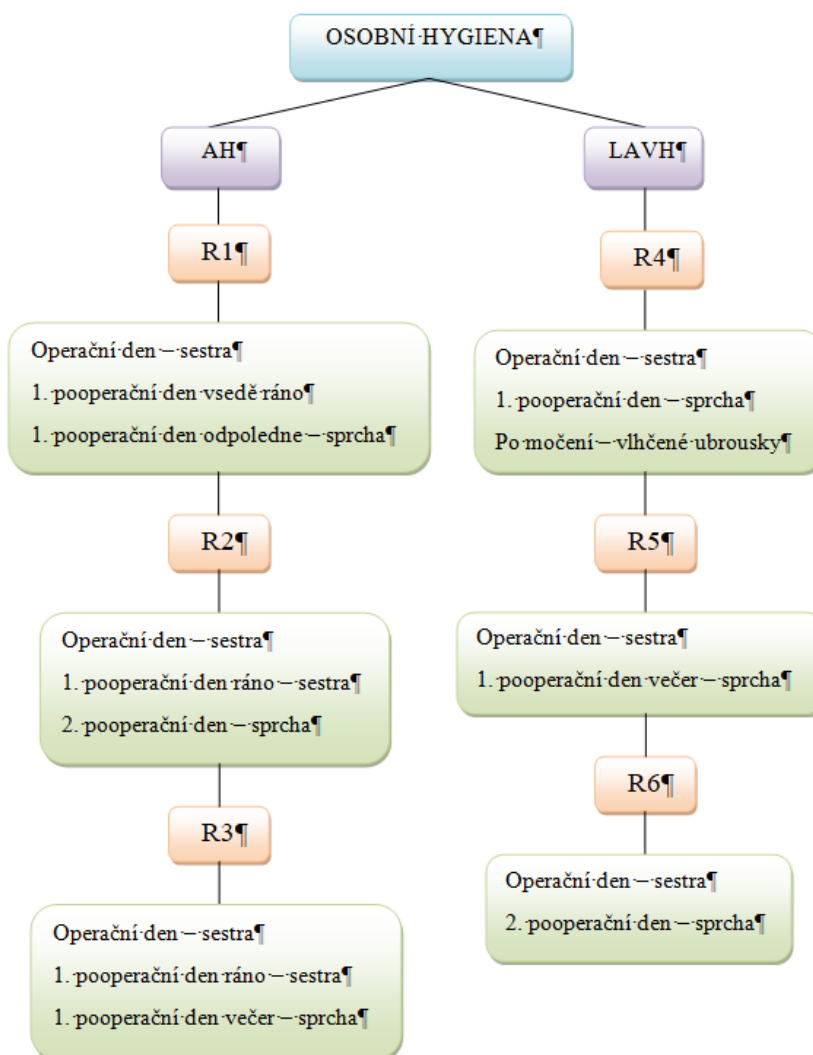 OSOBNÍ·HYGIENA¶
AH¶
R1¶
Operační·den·–·sestra¶
1.·pooperační·den·vsedě·ráno¶
1.·pooperační·den·odpoledne·–·sprcha¶
R2¶
Operační·den·–·sestra¶
1.·pooperační·den·ráno·–·sestra¶
2.·pooperační·den·–·sprcha¶
R3¶
Operační·den·–·sestra¶
1.·pooperační·den·ráno·–·sestra¶
1.·pooperační·den·večer·–·sprcha¶
LAVH¶
R4¶
Operační·den·–·sestra¶
1.·pooperační·den·–·sprcha¶
Po·močení·–·vlhčené·ubrousky¶
R5¶
Operační·den·–·sestra¶
1.·pooperační·den·večer·–·sprcha¶
R6¶
Operační·den·–·sestra¶
2.·pooperační·den·–·sprcha¶